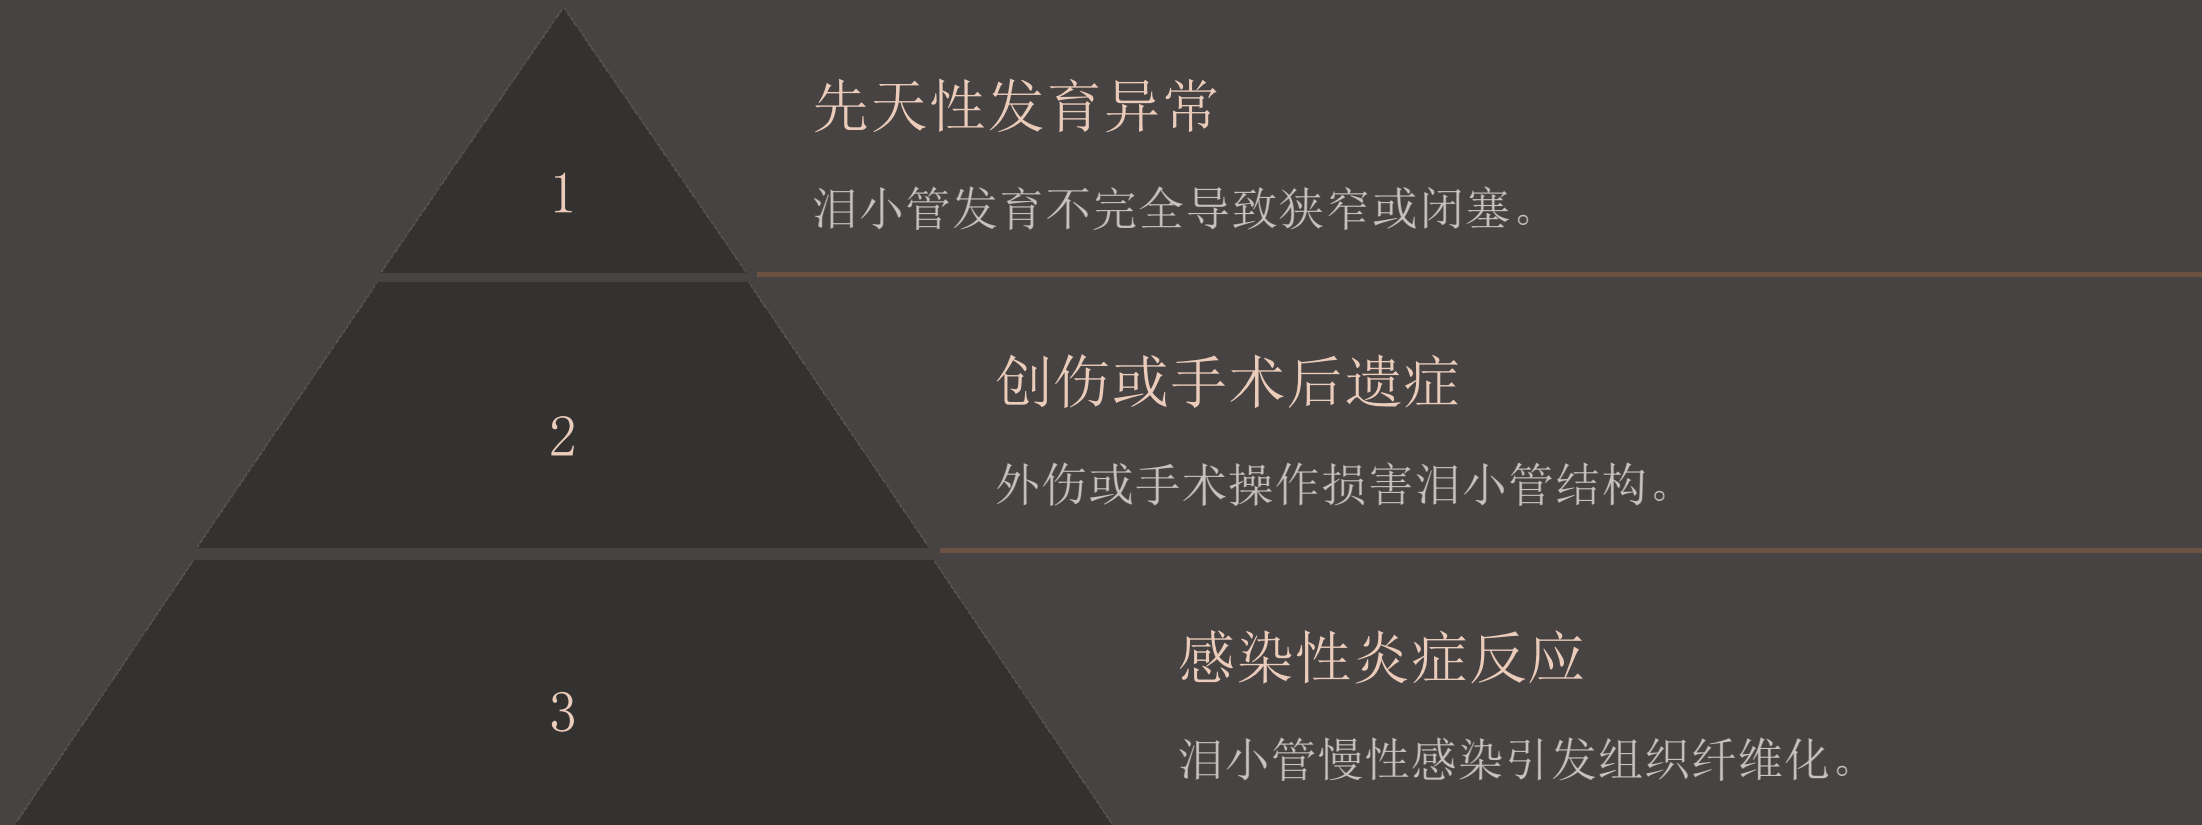 1
先天性发育异常
泪小管发育不完全导致狭窄或闭塞。
2
创伤或手术后遗症
外伤或手术操作损害泪小管结构。
3
感染性炎症反应
泪小管慢性感染引发组织纤维化。